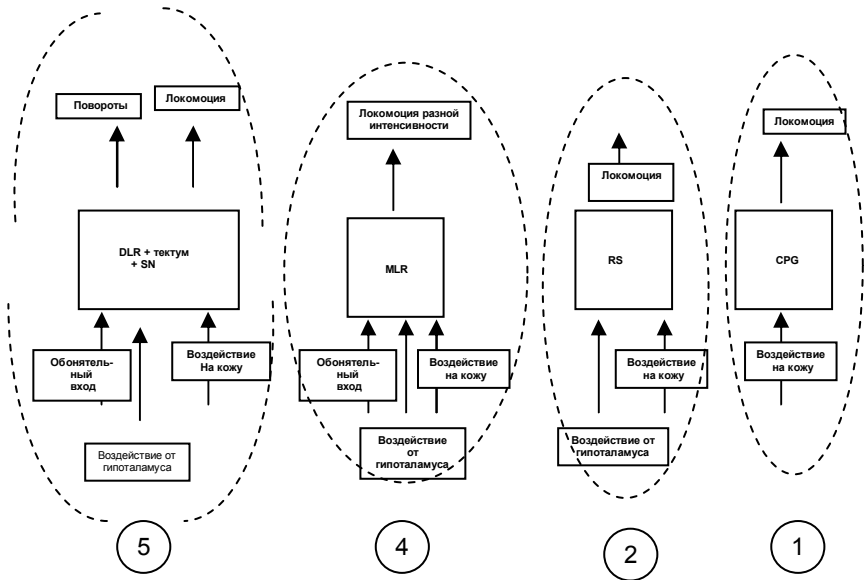 Повороты
Локомоция
DLR + тектум
+ SN
Обонятель-
ный
вход
Воздействие
На кожу
Воздействие от
гипоталамуса
5
Локомоция разной
интенсивности
MLR
Обонятель-
ный
вход
Воздействие
на кожу
Воздействие
от
гипоталамуса
4
Локомоция
RS
Воздействие
на кожу
Воздействие от
гипоталамуса
2
Локомоция
CPG
Воздействие
на кожу
1